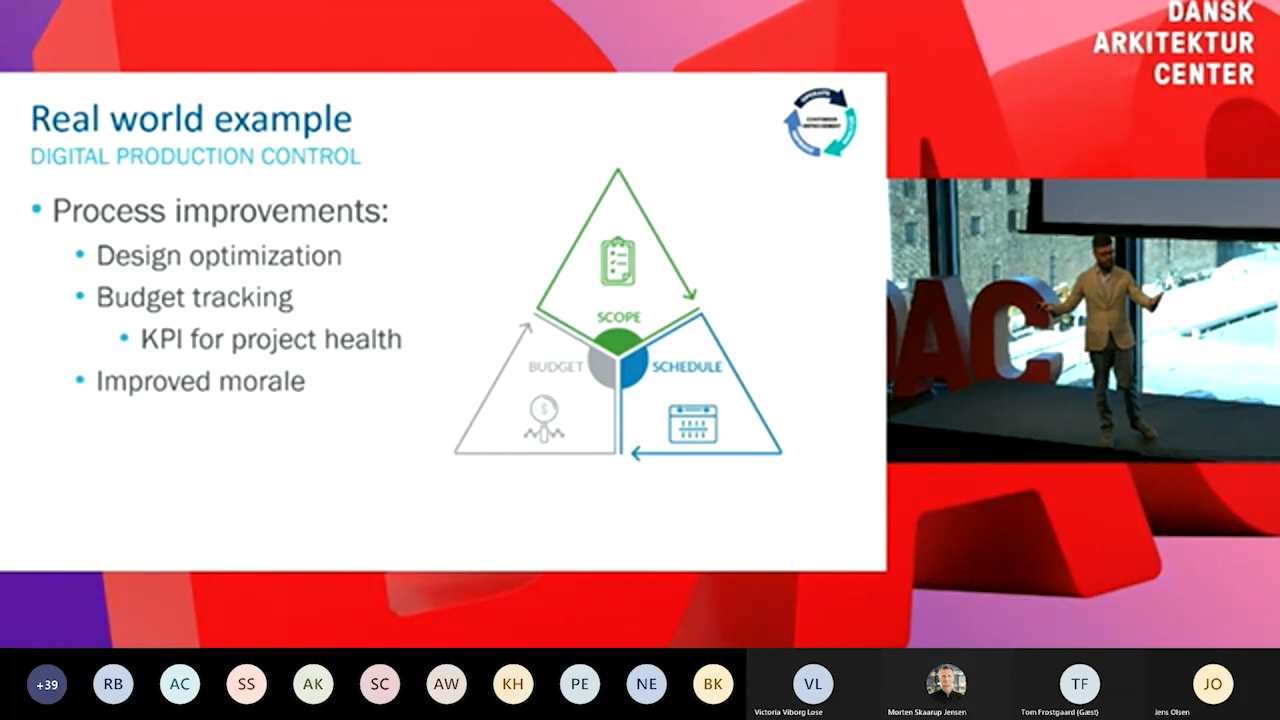 DANSK
ARKITEKTUR
CENTER
Real world example
DIGITAL PRODUCTION CONTROL
• Process improvements:
• Design optimization
• Budget tracking
• KPI for project health
• Improved morale
SCOPE
BUDGET
SCHEDULE
$
OPERATE
AC
+39
RB
AC
SS
AK
SC
AW
KH
PE
NE
BK
VL
TF
JO
Victoria Viborg Lose
Morten Skaarup Jensen
Tom Frostgaard (Gæst)
Jens Olsen